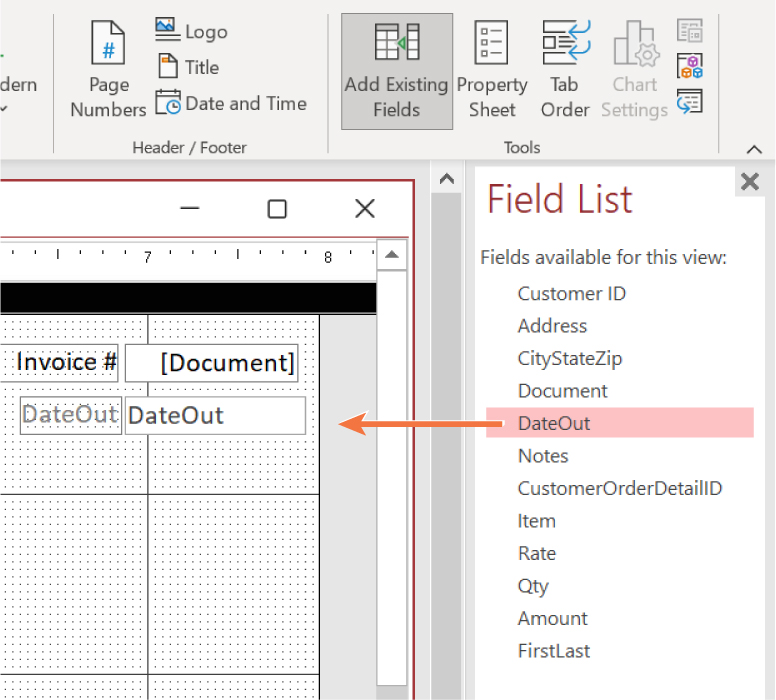 dern
#
Page
Numbers
Logo
Title
Date and Time
Header / Footer
Add Existing
Fields
Property
Sheet
Tab
Order
Chart
Settings
Tools
7
8
Invoice #
[Document]
DateOut
DateOut
Field List
Fields available for this view:
Customer ID
Address
CityStateZip
Document
DateOut
Notes
CustomerOrderDetailID
Item
Rate
Qty
Amount
FirstLast